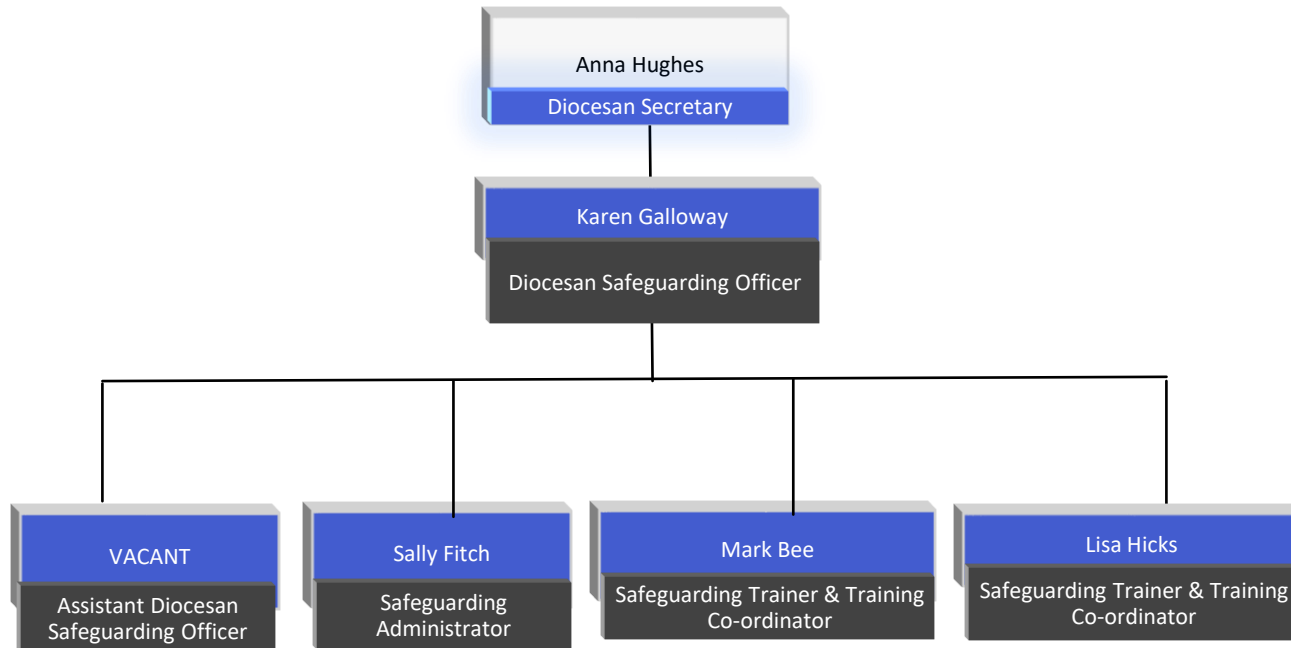 Anna Hughes
Diocesan Secretary
Karen Galloway
Diocesan Safeguarding Officer
VACANT
Assistant Diocesan
Safeguarding Officer
Sally Fitch
Safeguarding
Administrator
Mark Bee
Safeguarding Trainer & Training
Co-ordinator
Lisa Hicks
Safeguarding Trainer & Training
Co-ordinator